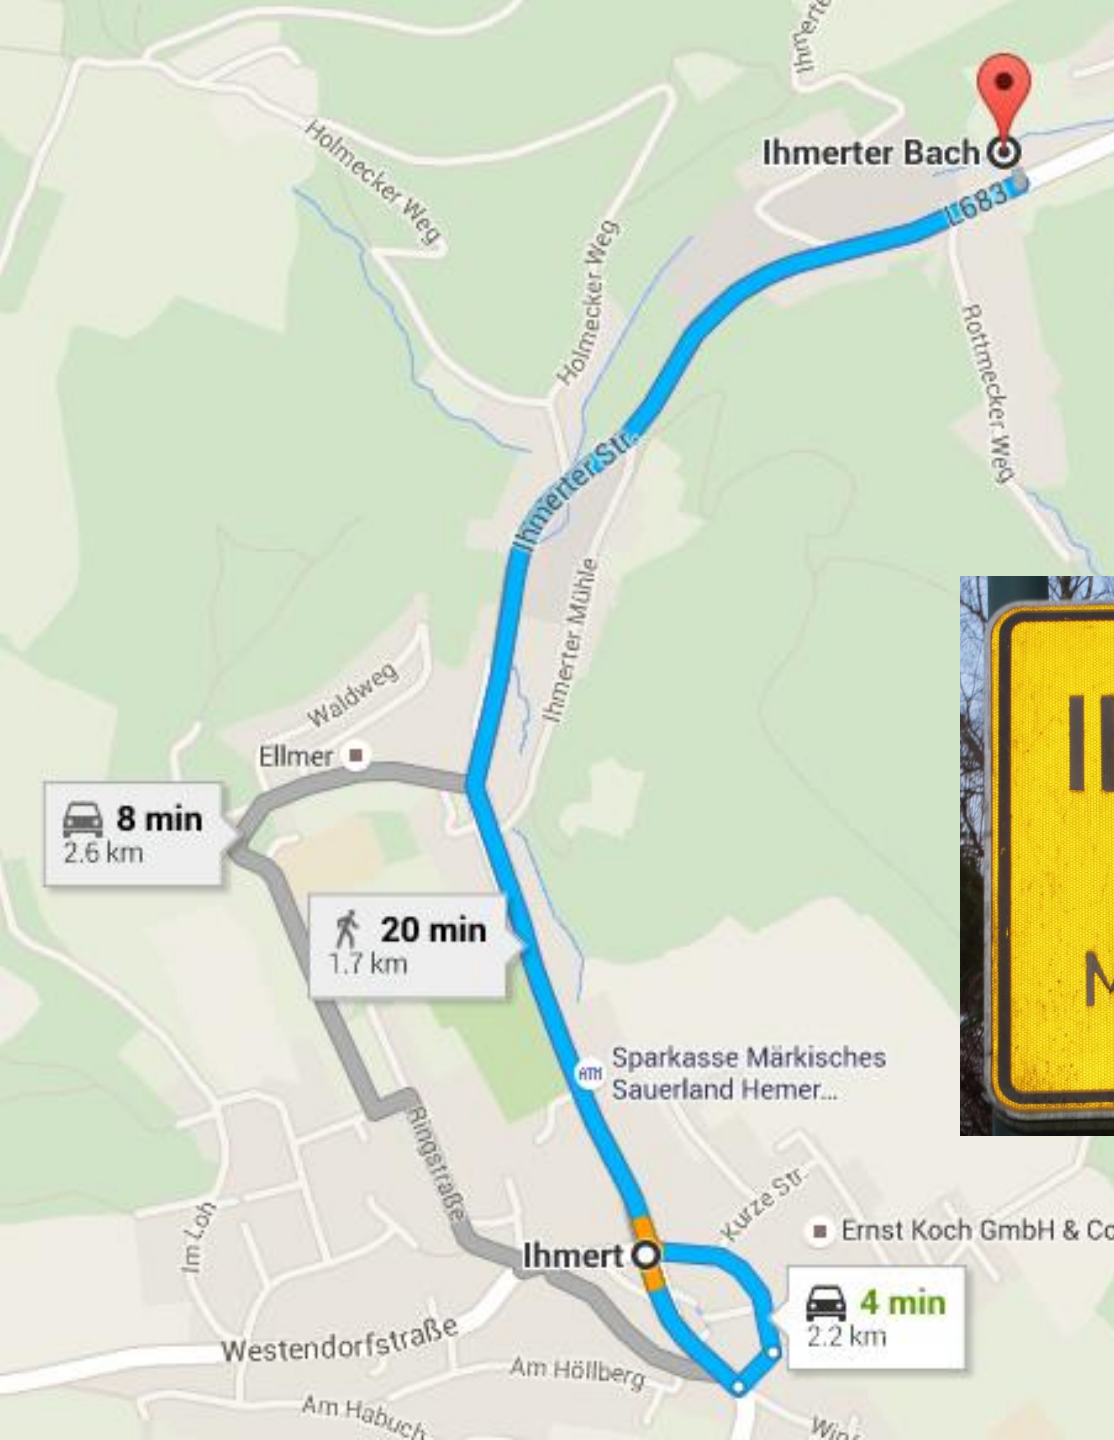 Ihmerte
Holmecker Weg
Ihmerter Bach
L683
Holmecker Weg
Rottmecker Weg
Ihmerter Str.
Ihmerter Mühle
Waldweg
Ellmer
8 min
2.6 km
20 min
1.7 km
ATM
Sparkasse Märkisches
Sauerland Hemer...
Ringstraße
Kurze Str.
Im Loh
Ernst Koch GmbH & Co
Ihmert
4 min
2.2 km
Westendorfstraße
Am Höllberg
Am Habuch